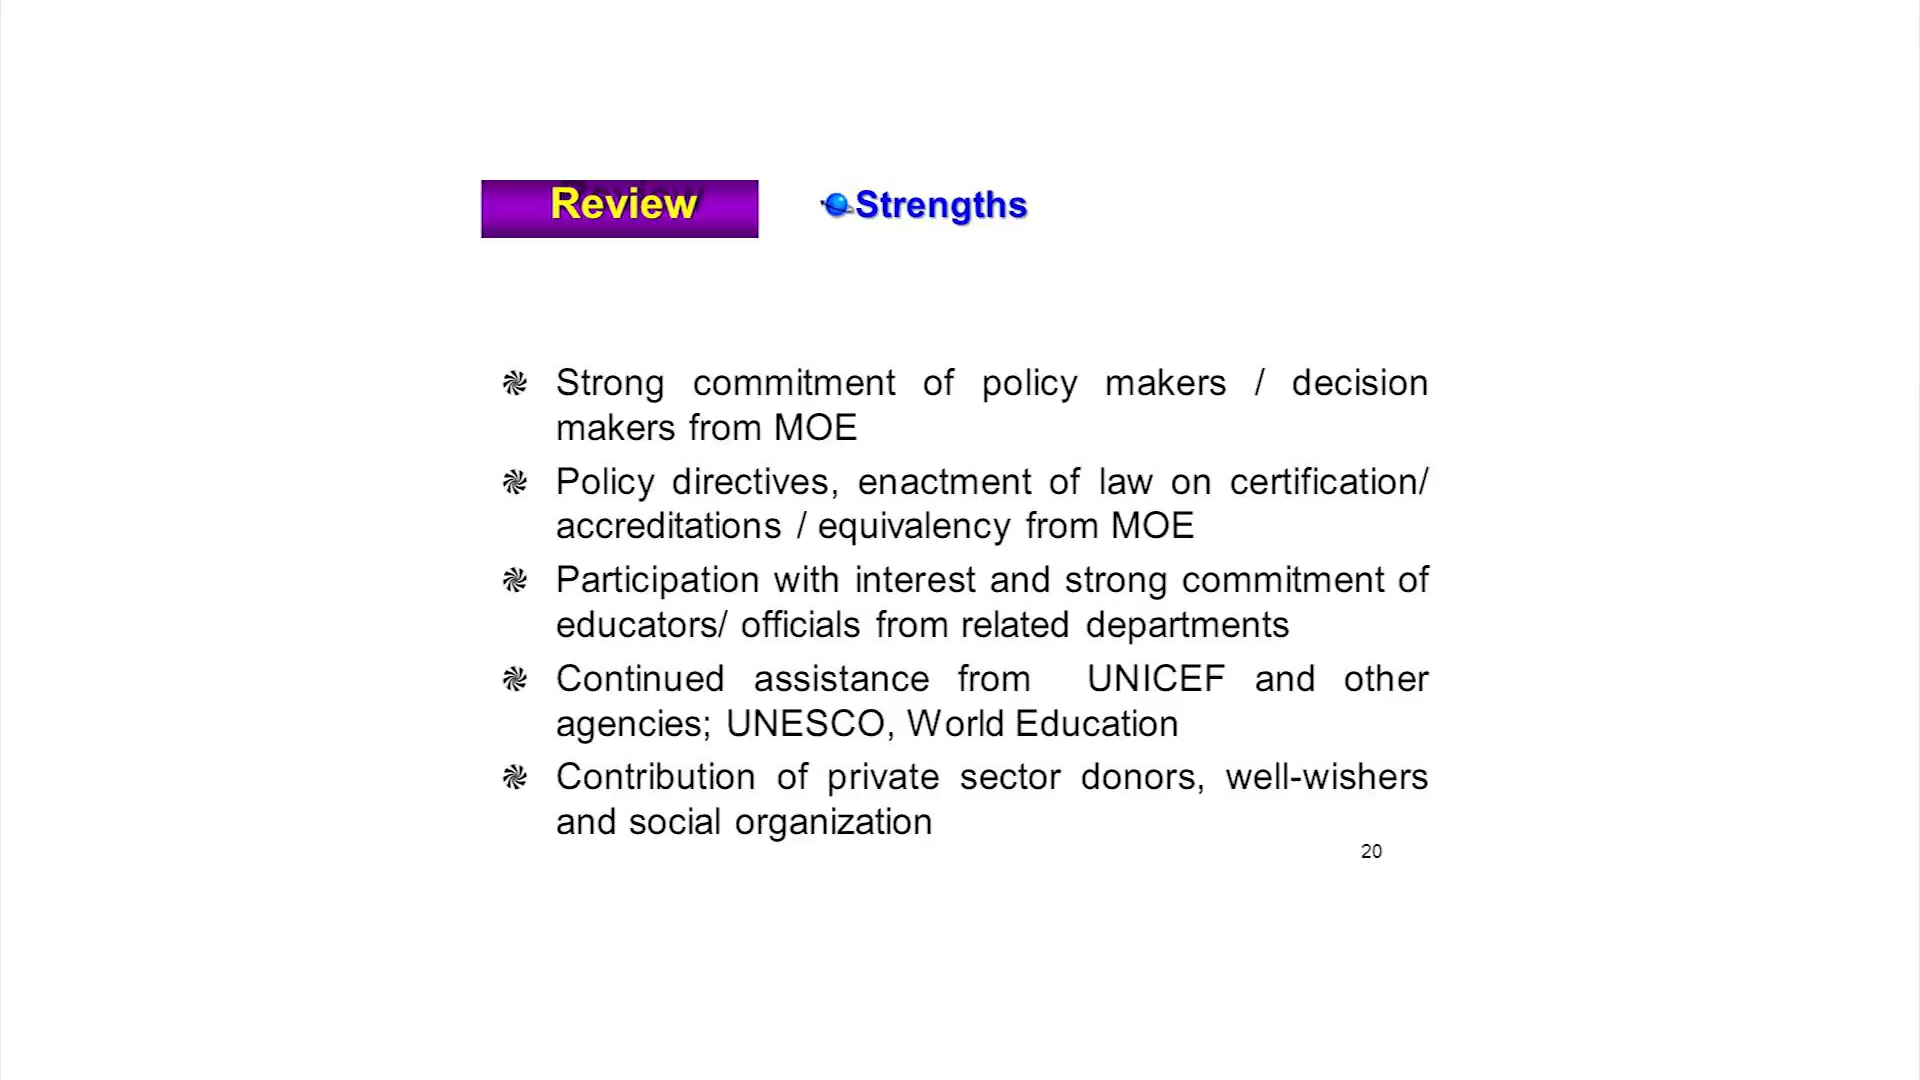 Review
Strengths
Strong commitment of policy makers / decision
makers from MOE
Policy directives, enactment of law on certification/
accreditations / equivalency from MOE
Participation with interest and strong commitment of
educators/ officials from related departments
Continued assistance from UNICEF and other
agencies; UNESCO, World Education
Contribution of private sector donors, well-wishers
and social organization
20